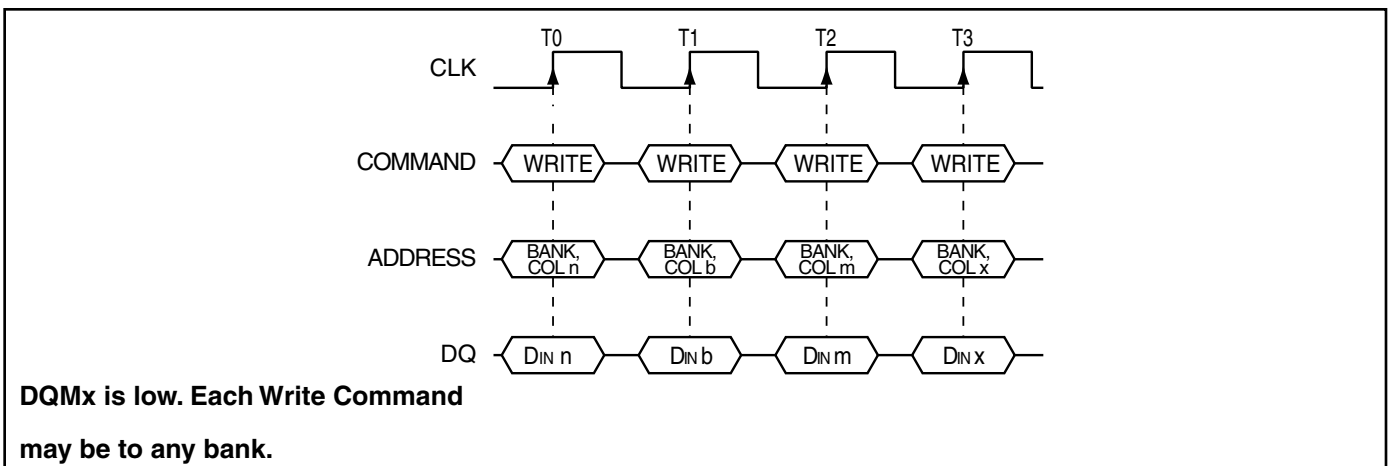 T0 T1 T2 T3
CLK
COMMAND WRITE WRITE WRITE WRITE
ADDRESS BANK, COL n BANK, COL b BANK, COL m BANK, COL x
DQ DIN n DIN b DIN m DIN x
DQMx is low. Each Write Command
may be to any bank.